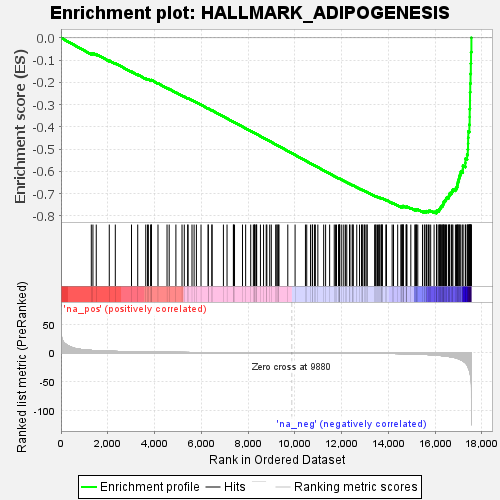 Enrichment plot: HALLMARK_ADIPOGENESIS
Enrichment score (ES)
0.0
-0.1
-0.2
-0.3
-0.4
-0.5
-0.6
-0.7
-0.8
Ranked list metric (PreRanked)
'na_pos' (positively correlated)
50
0
-50
-100
Zero cross at 9880
'na_neg' (negatively correlated)
0
2,000
4,000
6,000
8,000
10,000
12,000
14,000
16,000
18,000
Rank in Ordered Dataset
Enrichment profile
Hits
Ranking metric scores